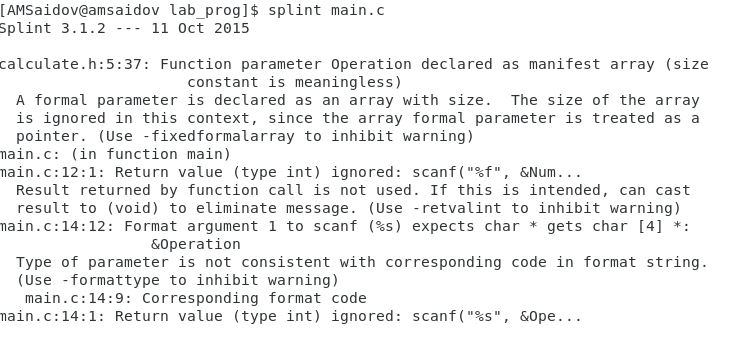 [AMSaidov@amsaidov lab_prog]$ splint main.c
Splint 3.1.2 --- 11 Oct 2015
calculate.h:5:37: Function parameter Operation declared as manifest array (size
constant is meaningless)
A formal parameter is declared as an array with size.  The size of the array
is ignored in this context, since the array formal parameter is treated as a
pointer. (Use -fixedformalarray to inhibit warning)
main.c: (in function main)
main.c:12:1: Return value (type int) ignored: scanf("%f", &Num...
Result returned by function call is not used. If this is intended, can cast
result to (void) to eliminate message. (Use -retvalint to inhibit warning)
main.c:14:12: Format argument 1 to scanf (%s) expects char * gets char [4] *:
&Operation
Type of parameter is not consistent with corresponding code in format string.
(Use -formattype to inhibit warning)
main.c:14:9: Corresponding format code
main.c:14:1: Return value (type int) ignored: scanf("%s", &Ope...